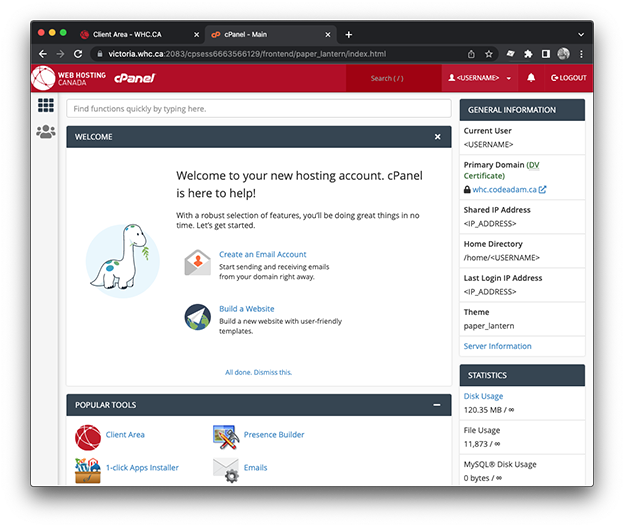 Client Area - WHC.CA
cPanel - Main
victoria.whc.ca:2083/cpsess6663566129/frontend/paper_lantern/index.html
WEB HOSTING
CANADA
cPanel
Search ( / )
<USERNAME>
LOGOUT
Find functions quickly by typing here.
WELCOME
Welcome to your new hosting account. cPanel
is here to help!
With a robust selection of features, you'll be doing great things in no
time. Let's get started.
Create an Email Account
Start sending and receiving emails
from your domain right away.
Build a Website
Build a new website with user-friendly
templates.
All done. Dismiss this.
POPULAR TOOLS
Client Area
Presence Builder
1-click Apps Installer
Emails
GENERAL INFORMATION
Current User
<USERNAME>
Primary Domain (DV
Certificate)
whc.codeadam.ca
Shared IP Address
<IP_ADDRESS>
Home Directory
/home/<USERNAME>
Last Login IP Address
<IP_ADDRESS>
Theme
paper_lantern
Server Information
STATISTICS
Disk Usage
120.35 MB / ∞
File Usage
11,873 / ∞
MySQL® Disk Usage
0 bytes / ∞